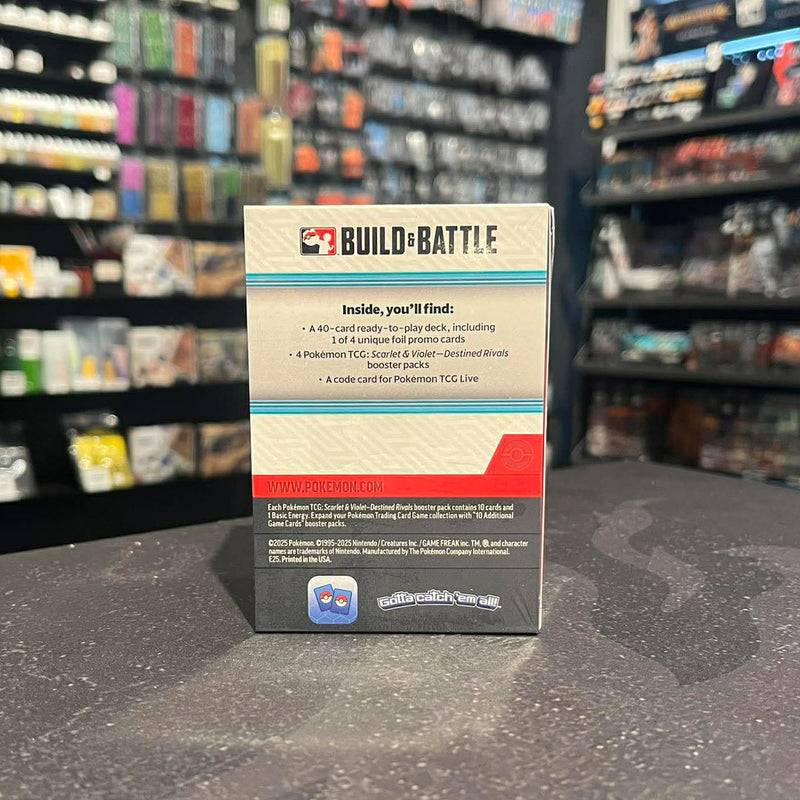 BUILD & BATTLE
Inside, you'll find:
• A 40-card ready-to-play deck, including
1 of 4 unique foil promo cards
• 4 Pokémon TCG: Scarlet & Violet—Destined Rivals
booster packs
• A code card for Pokémon TCG Live
WWW.POKEMON.COM
Each Pokémon TCG: Scarlet & Violet—Destined Rivals booster pack contains 10 cards and
1 Basic Energy. Expand your Pokémon Trading Card Game collection with "10 Additional
Game Cards" booster packs.
©2025 Pokémon. ©1995-2025 Nintendo / Creatures Inc. / GAME FREAK inc. TM, ®, and character
names are trademarks of Nintendo. Manufactured by The Pokémon Company International.
E25. Printed in the USA.
Gotta catch 'em all!™